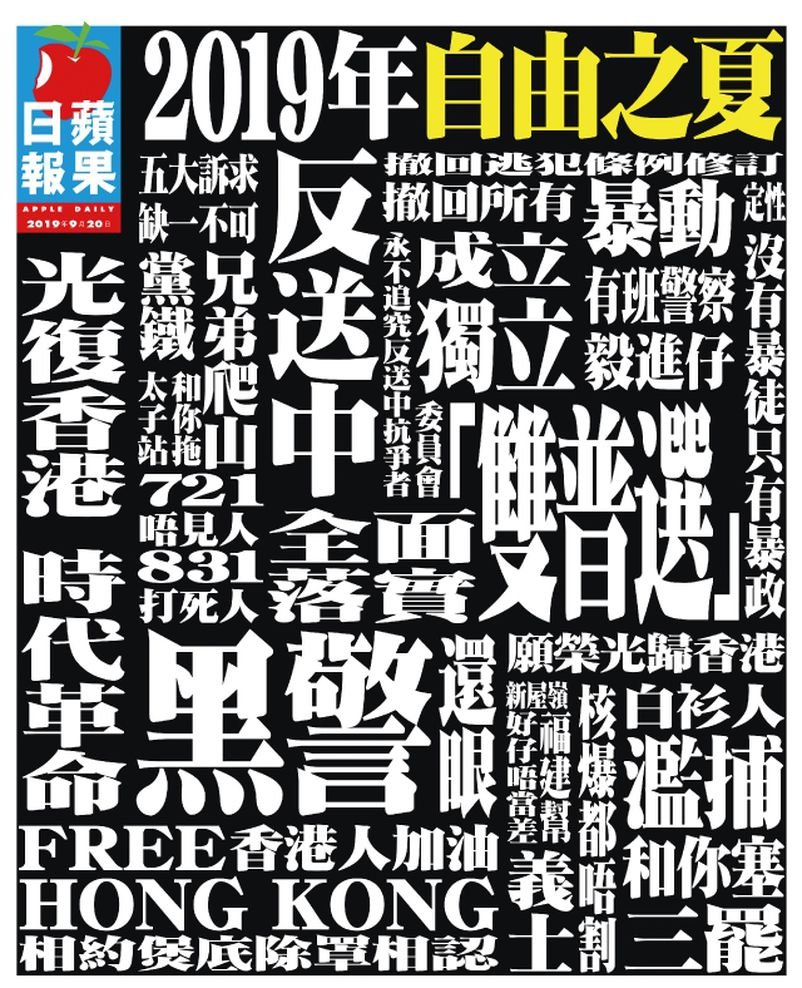 蘋果日報
APPLE DAILY
2019年9月20日
2019年自由之夏
光復香港
時代革命
五大訴求
缺一不可
反送中
撤回逃犯條例修訂
撤回所有暴動定性
黨鐵
兄弟爬山
太子站
和你拖
永不追究反送中抗爭者
成立獨立委員會
有班警察
毅進仔
沒有暴徒只有暴政
「雙普選」
721
唔見人
831
打死人
全面落實
黑警還眼
願榮光歸香港
新屋嶺
好仔唔當差
福建幫
核爆都唔割
白衫人
濫捕
和你塞
義士
三罷
FREE
香港人加油
HONG KONG
相約煲底除罩相認